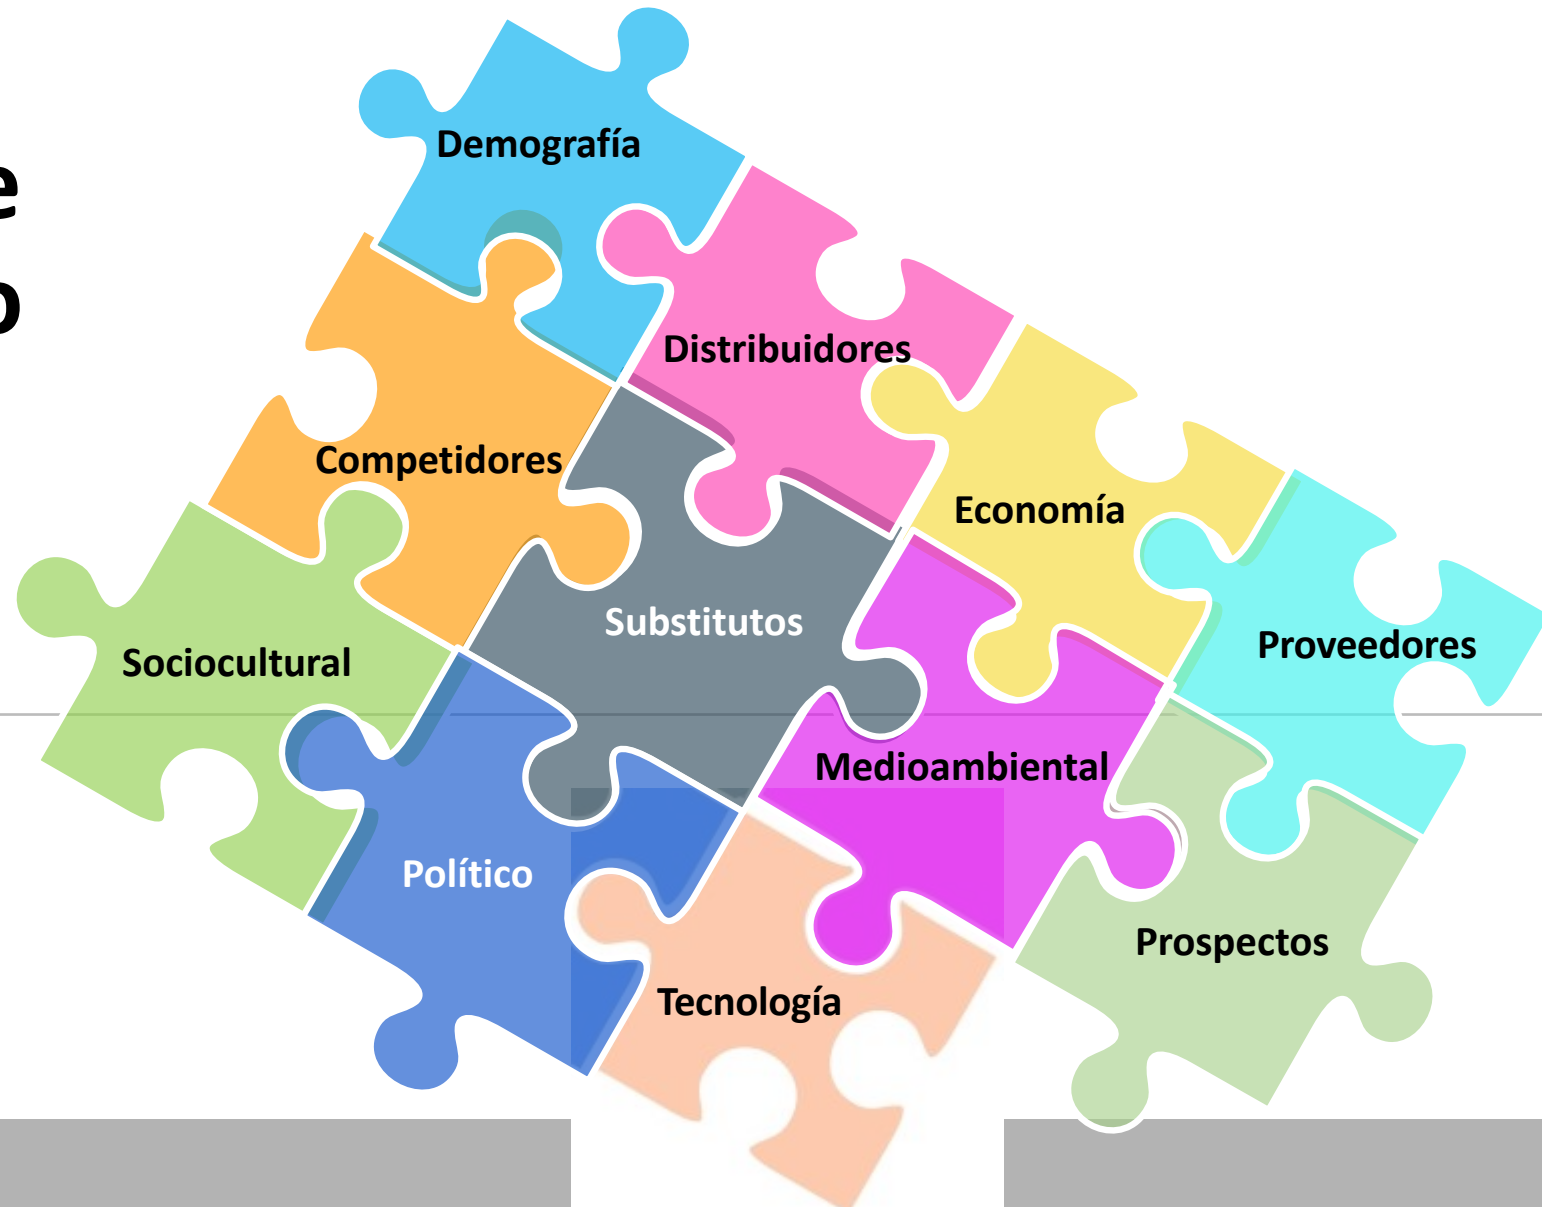 Demografía
Distribuidores
Competidores
Economía
Substitutos
Proveedores
Sociocultural
Medioambiental
Político
Prospectos
Tecnología